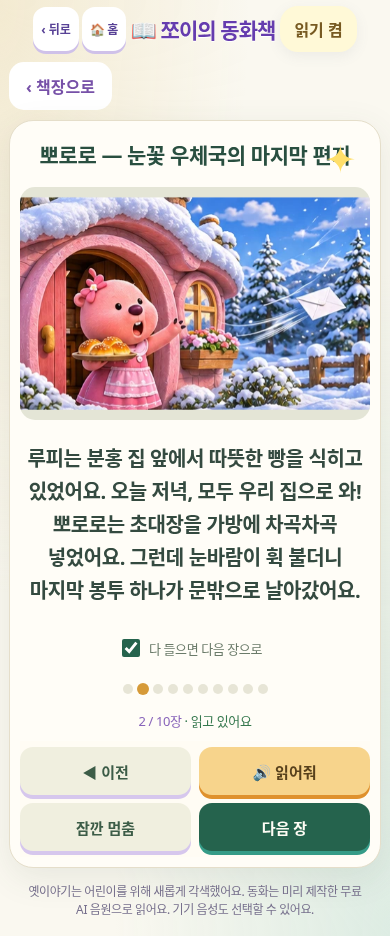 ‹ 뒤로
🏠 홈
📖 쪼이의 동화책
읽기 켬
‹ 책장으로
뽀로로 — 눈꽃 우체국의 마지막 편지
루피는 분홍 집 앞에서 따뜻한 빵을 식히고
있었어요. 오늘 저녁, 모두 우리 집으로 와!
뽀로로는 초대장을 가방에 차곡차곡
넣었어요. 그런데 눈바람이 휙 불더니
마지막 봉투 하나가 문밖으로 날아갔어요.
다 들으면 다음 장으로
2 / 10장 · 읽고 있어요
◀ 이전
🔊 읽어줘
잠깐 멈춤
다음 장
옛이야기는 어린이를 위해 새롭게 각색했어요. 동화는 미리 제작한 무료
AI 음원으로 읽어요. 기기 음성도 선택할 수 있어요.